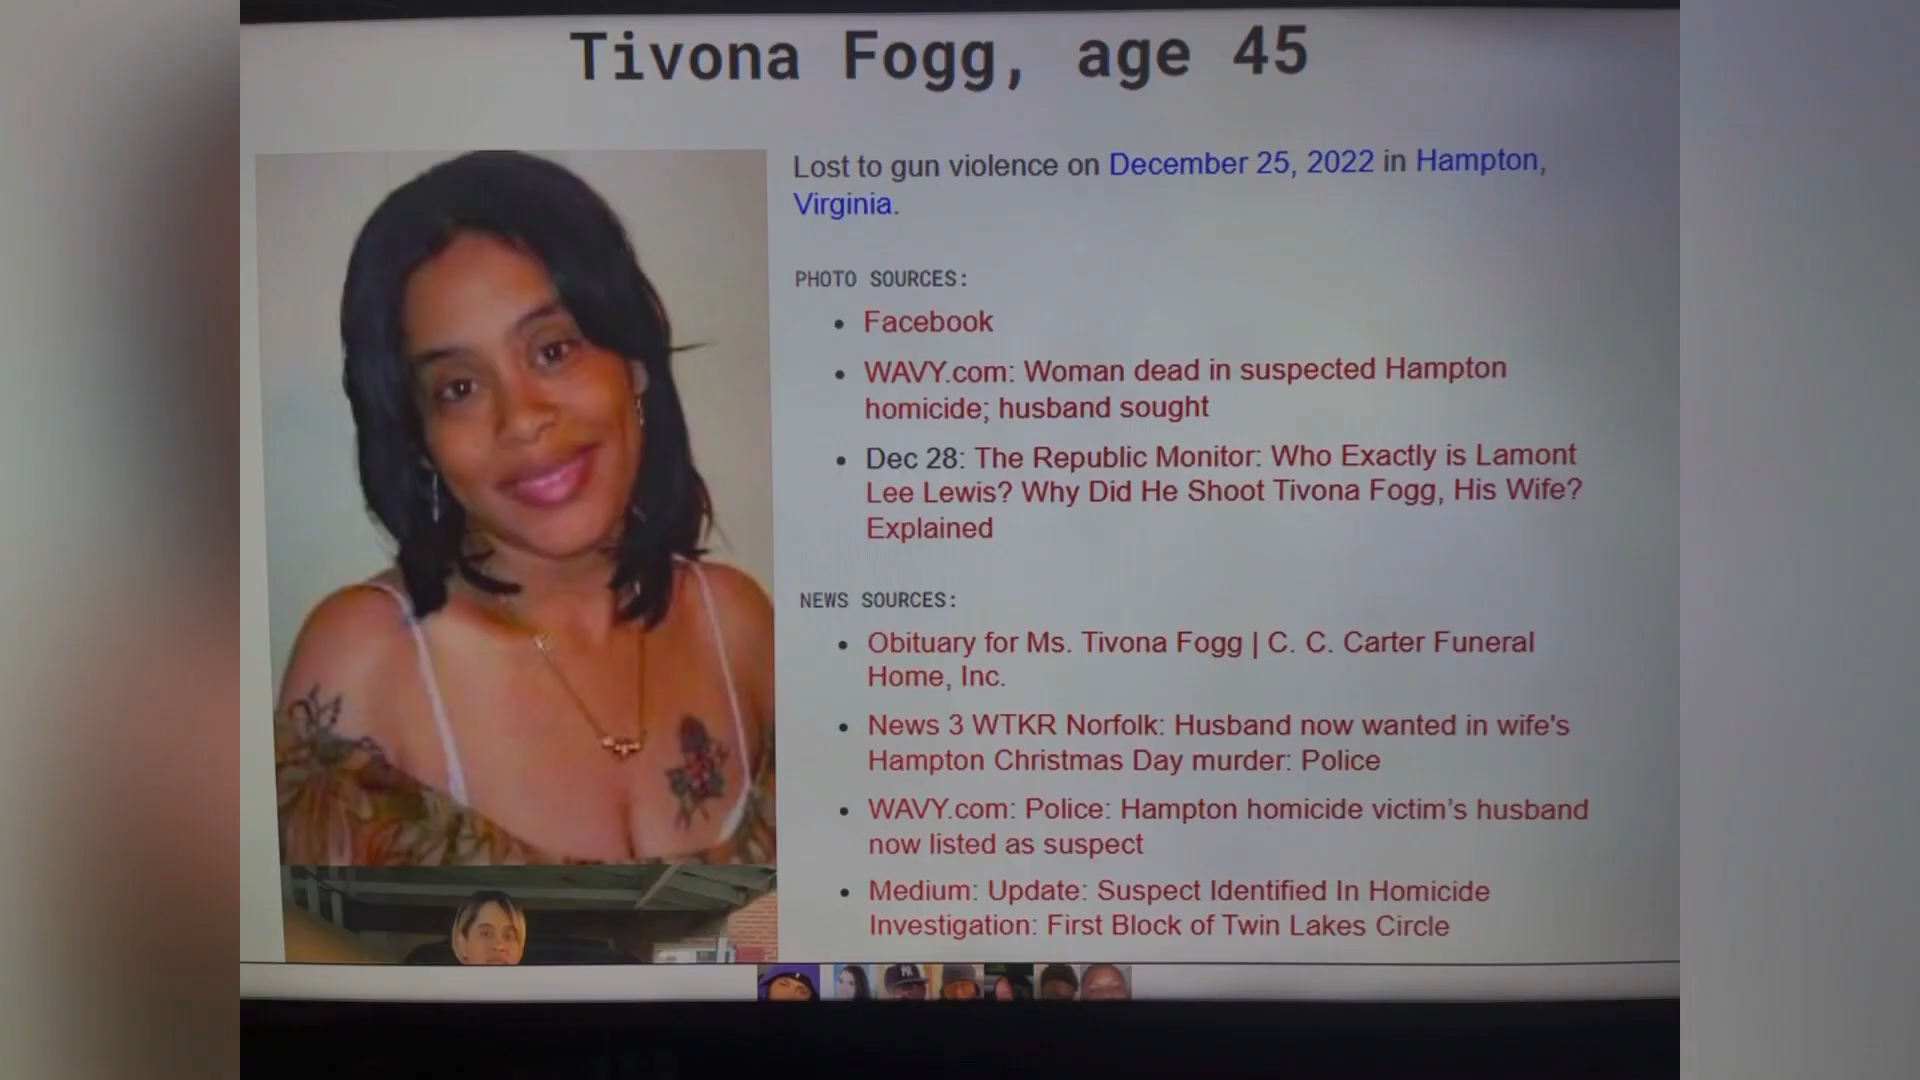 Tivona Fogg, age 45
Lost to gun violence on December 25, 2022 in Hampton,
Virginia.
PHOTO SOURCES:
• Facebook
• WAVY.com: Woman dead in suspected Hampton
homicide; husband sought
• Dec 28: The Republic Monitor: Who Exactly is Lamont
Lee Lewis? Why Did He Shoot Tivona Fogg, His Wife?
Explained
NEWS SOURCES:
• Obituary for Ms. Tivona Fogg | C. C. Carter Funeral
Home, Inc.
• News 3 WTKR Norfolk: Husband now wanted in wife's
Hampton Christmas Day murder: Police
• WAVY.com: Police: Hampton homicide victim’s husband
now listed as suspect
• Medium: Update: Suspect Identified In Homicide
Investigation: First Block of Twin Lakes Circle